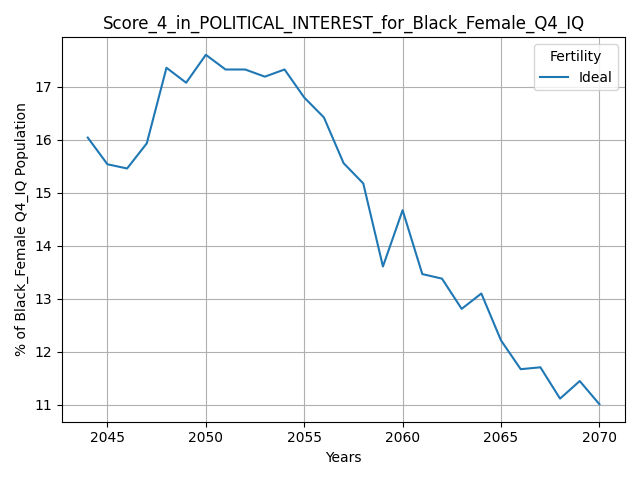 Score_4_in_POLITICAL_INTEREST_for_Black_Female_Q4_IQ
Fertility
Ideal
% of Black_Female Q4_IQ Population
17
16
15
14
13
12
11
2045 2050 2055 2060 2065 2070
Years